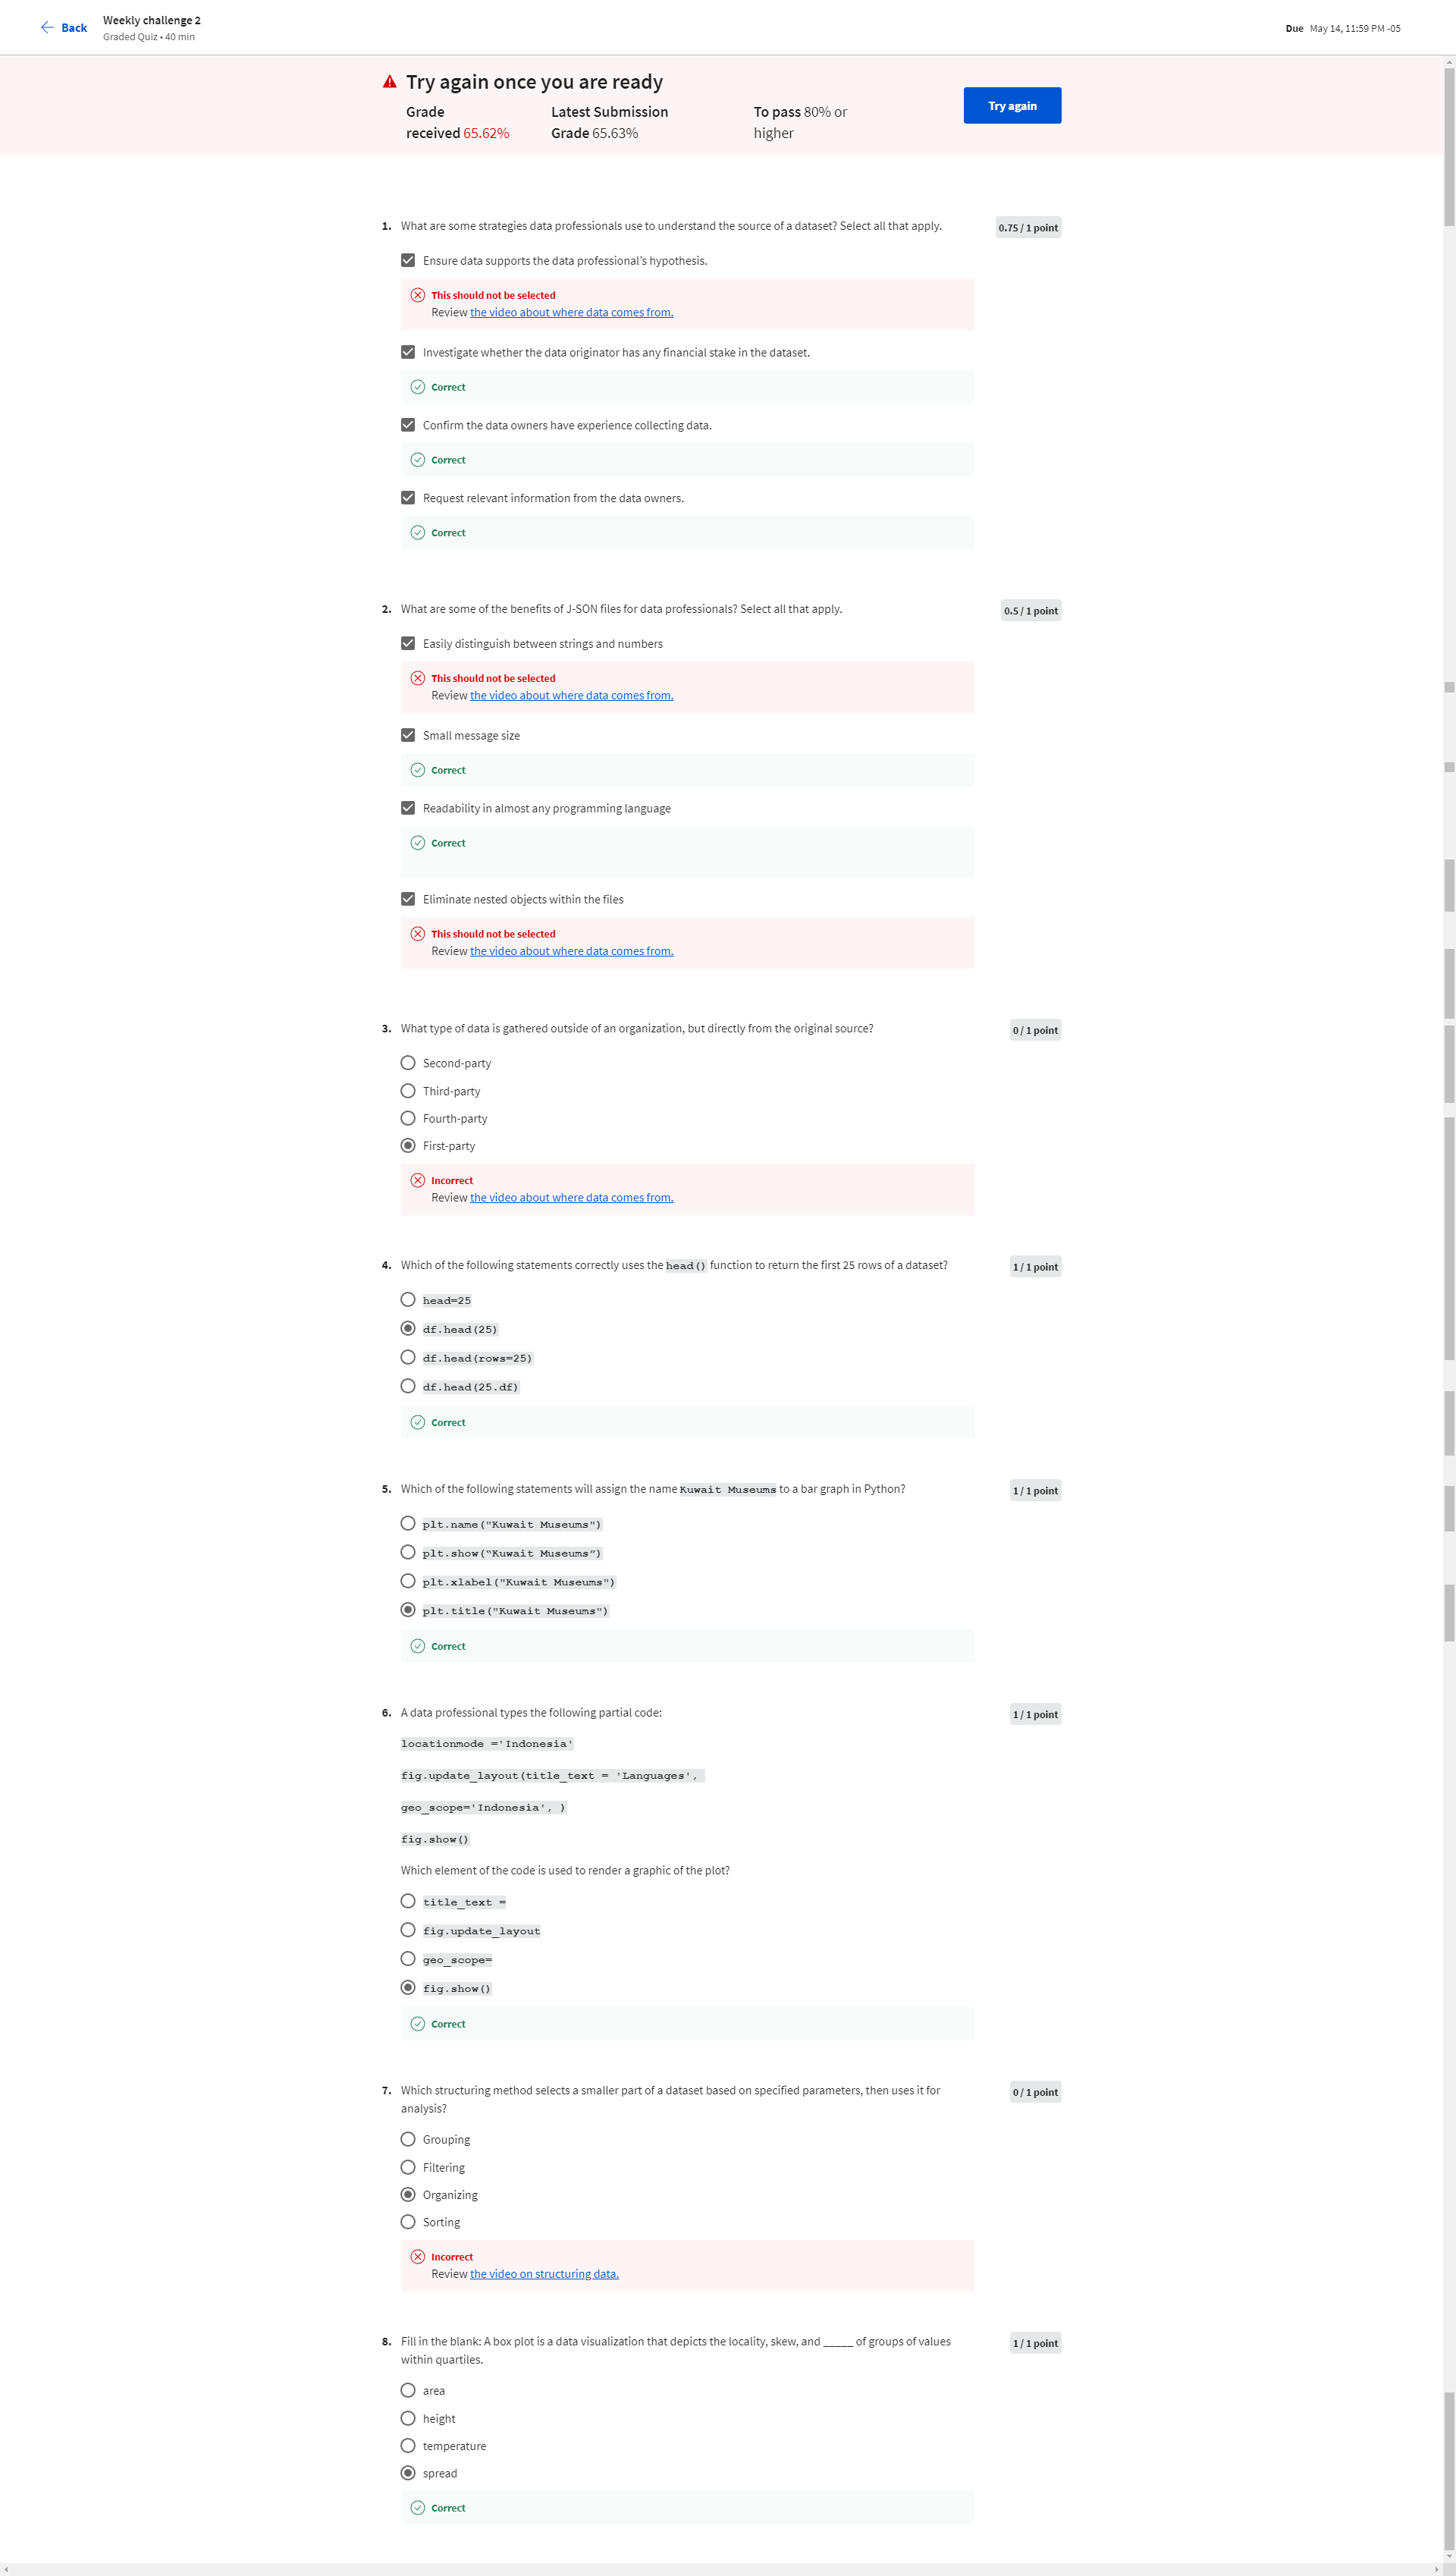 Back
Weekly challenge 2
Graded Quiz • 40 min
Due May 14, 11:59 PM -05
Try again once you are ready
Grade
received 65.62%
Latest Submission
Grade 65.63%
To pass 80% or
higher
Try again
1. What are some strategies data professionals use to understand the source of a dataset? Select all that apply.
0.75 / 1 point
Ensure data supports the data professional’s hypothesis.
This should not be selected
Review the video about where data comes from.
Investigate whether the data originator has any financial stake in the dataset.
Correct
Confirm the data owners have experience collecting data.
Correct
Request relevant information from the data owners.
Correct
2. What are some of the benefits of J-SON files for data professionals? Select all that apply.
0.5 / 1 point
Easily distinguish between strings and numbers
This should not be selected
Review the video about where data comes from.
Small message size
Correct
Readability in almost any programming language
Correct
Eliminate nested objects within the files
This should not be selected
Review the video about where data comes from.
3. What type of data is gathered outside of an organization, but directly from the original source?
0 / 1 point
Second-party
Third-party
Fourth-party
First-party
Incorrect
Review the video about where data comes from.
4. Which of the following statements correctly uses the head() function to return the first 25 rows of a dataset?
1 / 1 point
head=25
df.head(25)
df.head(rows=25)
df.head(25.df)
Correct
5. Which of the following statements will assign the name Kuwait Museums to a bar graph in Python?
1 / 1 point
plt.name("Kuwait Museums")
plt.show(“Kuwait Museums”)
plt.xlabel("Kuwait Museums")
plt.title("Kuwait Museums")
Correct
6. A data professional types the following partial code:
1 / 1 point
locationmode ='Indonesia'
fig.update_layout(title_text = 'Languages',
geo_scope='Indonesia', )
fig.show()
Which element of the code is used to render a graphic of the plot?
title_text =
fig.update_layout
geo_scope=
fig.show()
Correct
7. Which structuring method selects a smaller part of a dataset based on specified parameters, then uses it for
analysis?
0 / 1 point
Grouping
Filtering
Organizing
Sorting
Incorrect
Review the video on structuring data.
8. Fill in the blank: A box plot is a data visualization that depicts the locality, skew, and _____ of groups of values
within quartiles.
1 / 1 point
area
height
temperature
spread
Correct